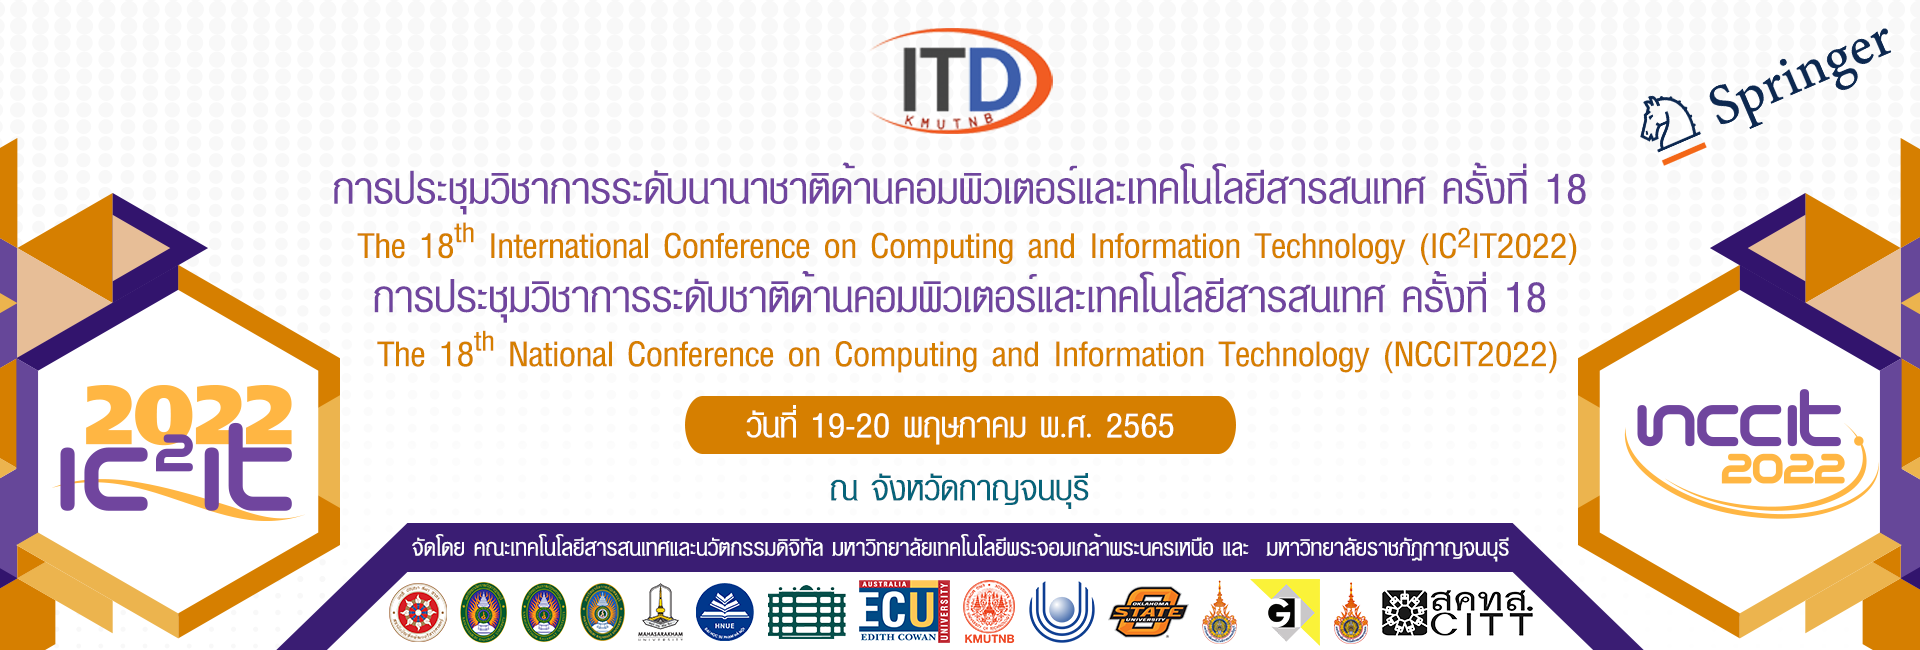 ITD
KMUTNB
Springer
การประชุมวิชาการระดับนานาชาติด้านคอมพิวเตอร์และเทคโนโลยีสารสนเทศ ครั้งที่ 18
The 18th International Conference on Computing and Information Technology (IC²IT2022)
การประชุมวิชาการระดับชาติด้านคอมพิวเตอร์และเทคโนโลยีสารสนเทศ ครั้งที่ 18
The 18th National Conference on Computing and Information Technology (NCCIT2022)
2022
IC²IT
วันที่ 19-20 พฤษภาคม พ.ศ. 2565
ณ จังหวัดกาญจนบุรี
NCCIT
2022
จัดโดย คณะเทคโนโลยีสารสนเทศและนวัตกรรมดิจิทัล มหาวิทยาลัยเทคโนโลยีพระจอมเกล้าพระนครเหนือ และ มหาวิทยาลัยราชภัฏกาญจนบุรี
MAHASARAKHAM
UNIVERSITY
HNUE
AUSTRALIA
ECU
EDITH COWAN
UNIVERSITY
KMUTNB
OKLAHOMA
STATE
UNIVERSITY
G
สคทส.
CITT